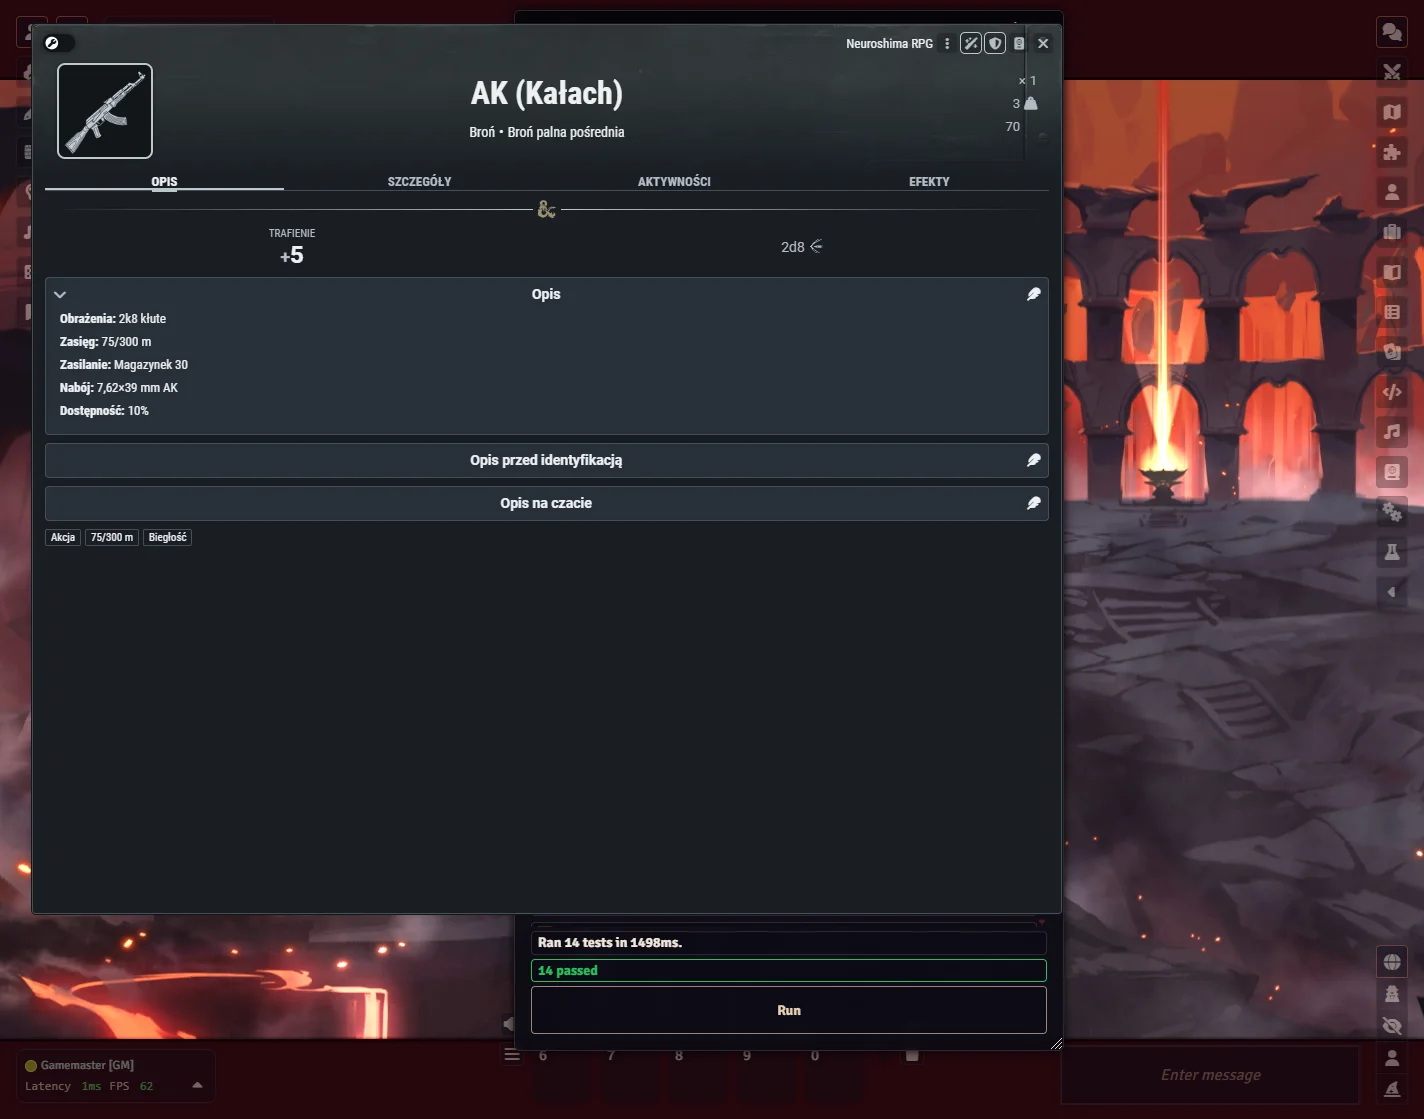 Neuroshima RPG
AK (Kałach)
× 1
3
Broń • Broń palna pośrednia
70
OPIS
SZCZEGÓŁY
AKTYWNOŚCI
EFEKTY
&
TRAFIENIE
+5
2d8
Opis
Obrażenia: 2k8 kłute
Zasięg: 75/300 m
Zasilanie: Magazynek 30
Nabój: 7,62×39 mm AK
Dostępność: 10%
Opis przed identyfikacją
Opis na czacie
Akcja
75/300 m
Biegłość
Ran 14 tests in 1498ms.
14 passed
Run
6
7
8
9
0
Gamemaster [GM]
Latency 1ms FPS 62
Enter message